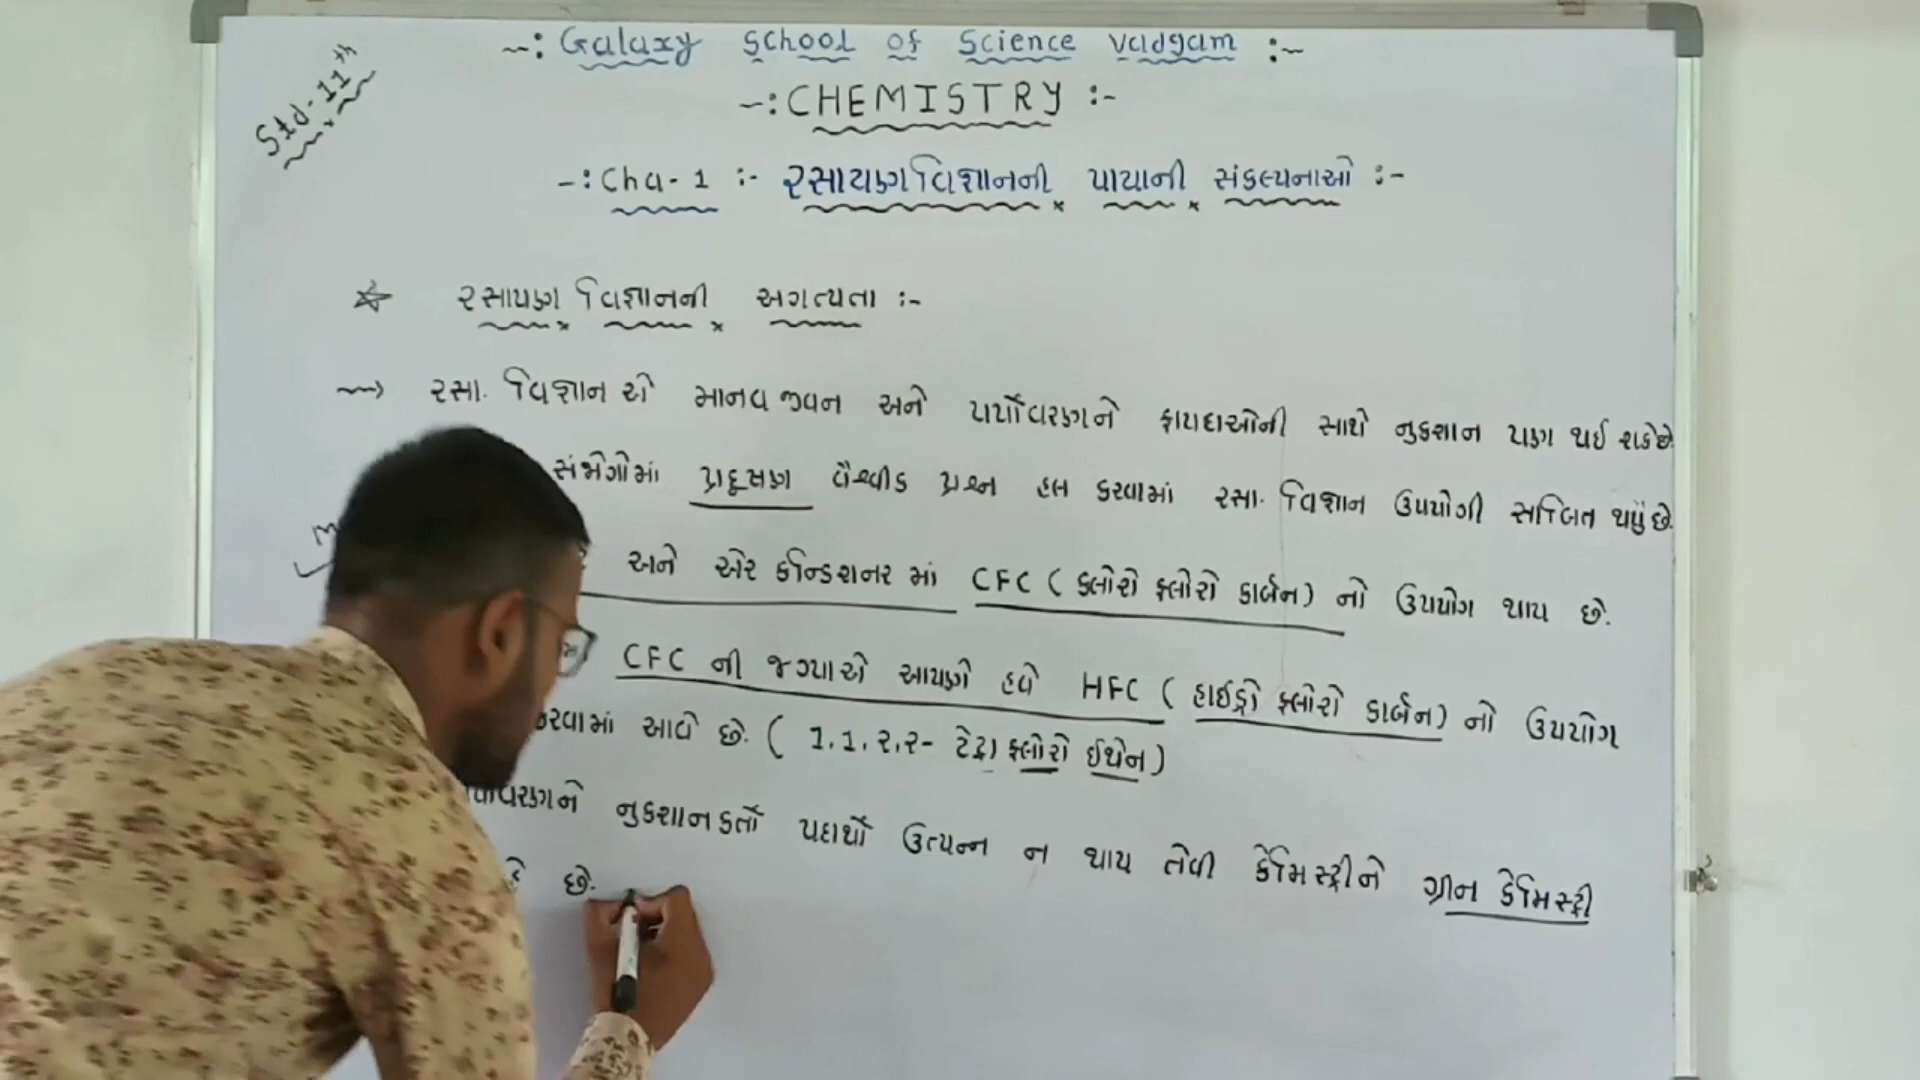 Std-11th
~: Galaxy School of Science Vadgam :~
~: CHEMISTRY :-
-: Cha-1 :- રસાયણવિજ્ઞાનની પાયાની સંકલ્પનાઓ :-
☆ રસાયણ વિજ્ઞાનની અગત્યતા :-
રસા. વિજ્ઞાન એ માનવ જીવન અને પર્યાવરણને ફાયદાઓની સાથે નુકશાન પણ થઈ શકે છે.
સંજોગોમાં પ્રદૂષણ વૈશ્વીક પ્રશ્ન હલ કરવામાં રસા. વિજ્ઞાન ઉપયોગી સાબિત થયું છે.
અને એર કન્ડિશનર માં CFC ( ક્લોરો ફ્લોરો કાર્બન) નો ઉપયોગ થાય છે.
CFC ની જગ્યાએ આપણે હવે HFC ( હાઈડ્રો ફ્લોરો કાર્બન) નો ઉપયોગ
કરવામાં આવે છે. ( 1,1,2,2- ટેટ્રા ફ્લોરો ઈથેન)
નુકશાનકર્તા પદાર્થો ઉત્પન્ન ન થાય તેવી કેમિસ્ટ્રીને ગ્રીન કેમિસ્ટ્રી
છે.